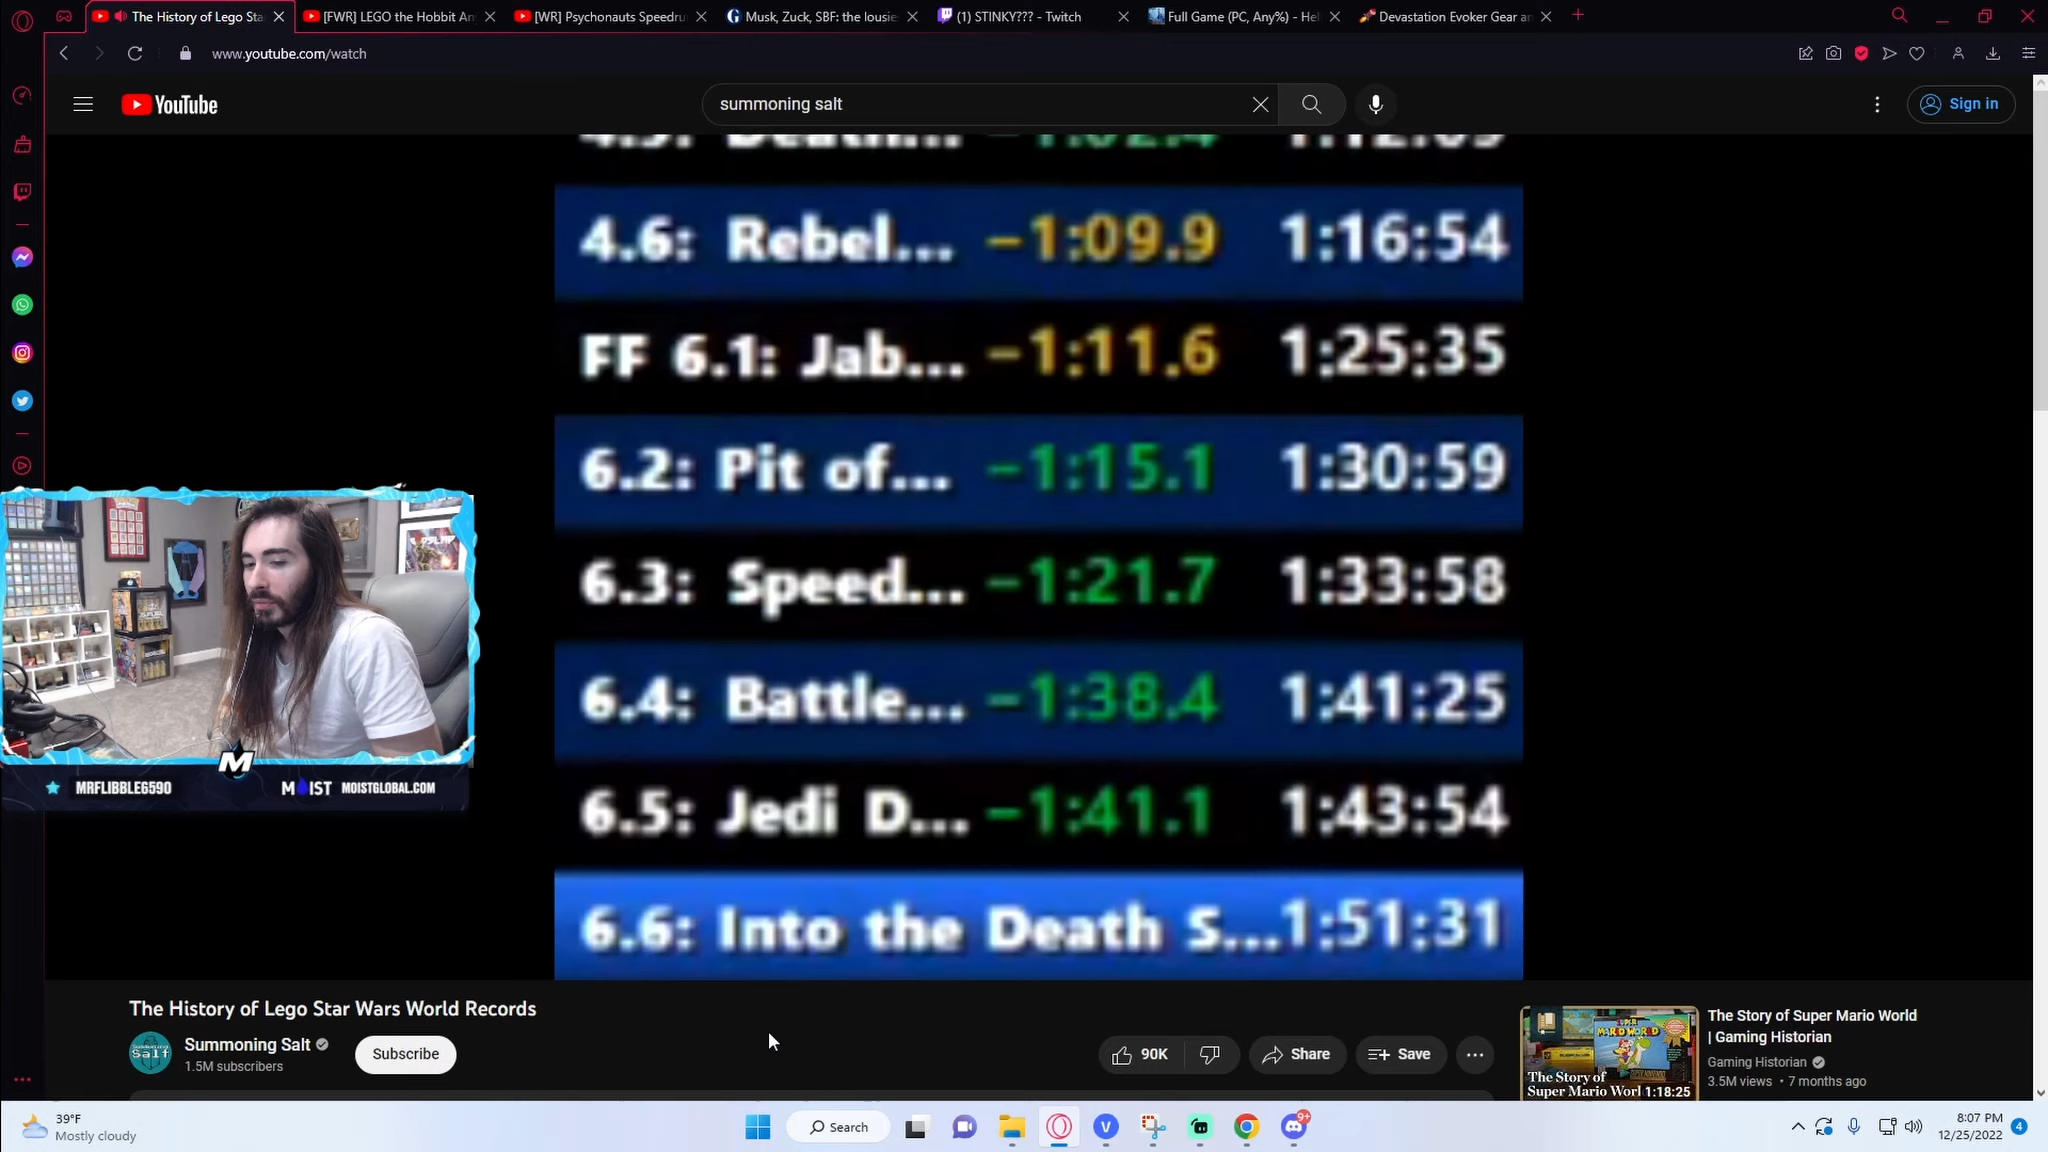 The History of Lego Sta
[FWR] LEGO the Hobbit An
[WR] Psychonauts Speedru
Musk, Zuck, SBF: the lousie
(1) STINKY??? - Twitch
Full Game (PC, Any%) - Hel
Devastation Evoker Gear an
www.youtube.com/watch
YouTube
summoning salt
Sign in
4.6: Rebel... -1:09.9 1:16:54
FF 6.1: Jab... -1:11.6 1:25:35
6.2: Pit of... -1:15.1 1:30:59
6.3: Speed... -1:21.7 1:33:58
6.4: Battle... -1:38.4 1:41:25
6.5: Jedi D... -1:41.1 1:43:54
6.6: Into the Death S... 1:51:31
M
MRFLIBBLE6590
MOIST MOISTGLOBAL.COM
The History of Lego Star Wars World Records
Summoning Salt
1.5M subscribers
Subscribe
90K
Share
Save
The Story of Super Mario World
| Gaming Historian
Gaming Historian
3.5M views • 7 months ago
The Story of
Super Mario Worl
1:18:25
39°F
Mostly cloudy
Search
9+
8:07 PM
12/25/2022
4